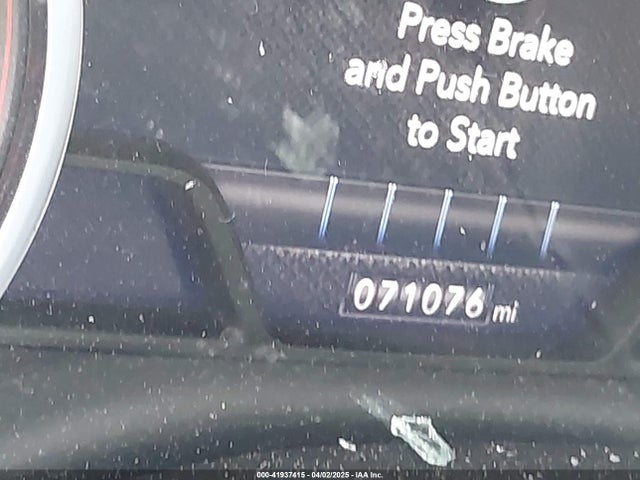 Press Brake
and Push Button
to Start
071076 mi
000-41937415 - 04/02/2025 - IAA Inc.